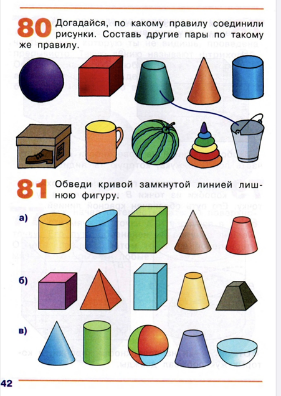 80 Догадайся, по какому правилу соединили
рисунки. Составь другие пары по такому
же правилу.
81 Обведи кривой замкнутой линией лиш-
нюю фигуру.
а)
б)
в)
42